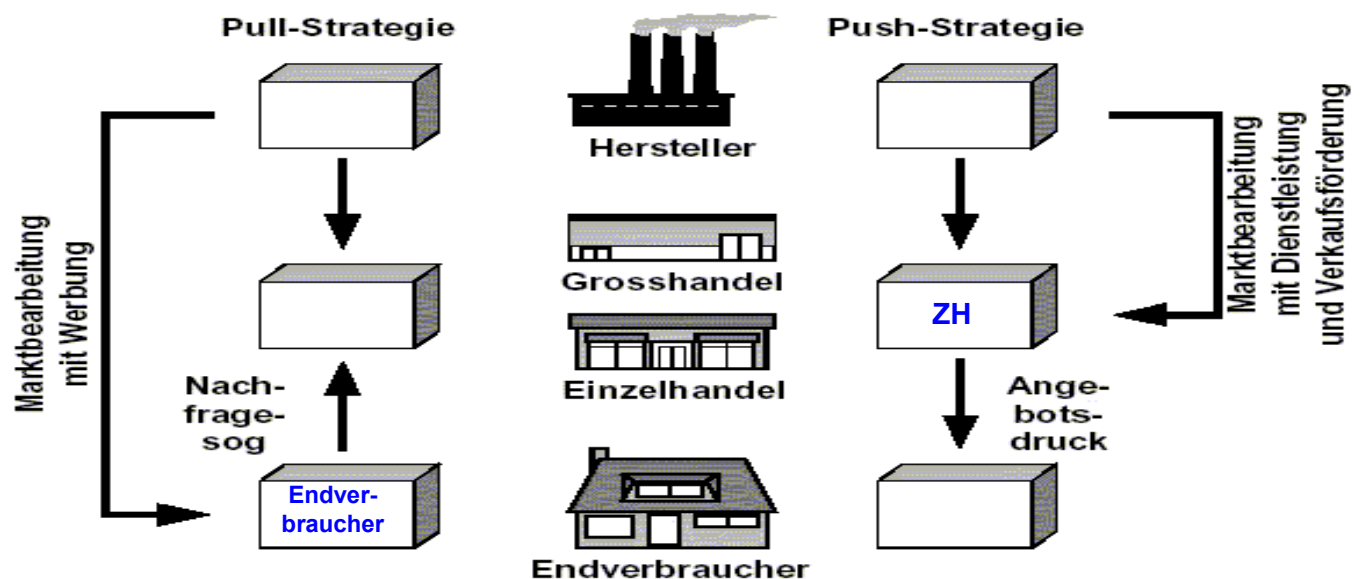 Pull-Strategie
Push-Strategie
Hersteller
Marktbearbeitung
mit Werbung
Marktbearbeitung
mit Dienstleistung
und Verkaufsförderung
Grosshandel
ZH
Einzelhandel
Nach-
frage-
sog
Ange-
bots-
druck
Endver-
braucher
Endverbraucher